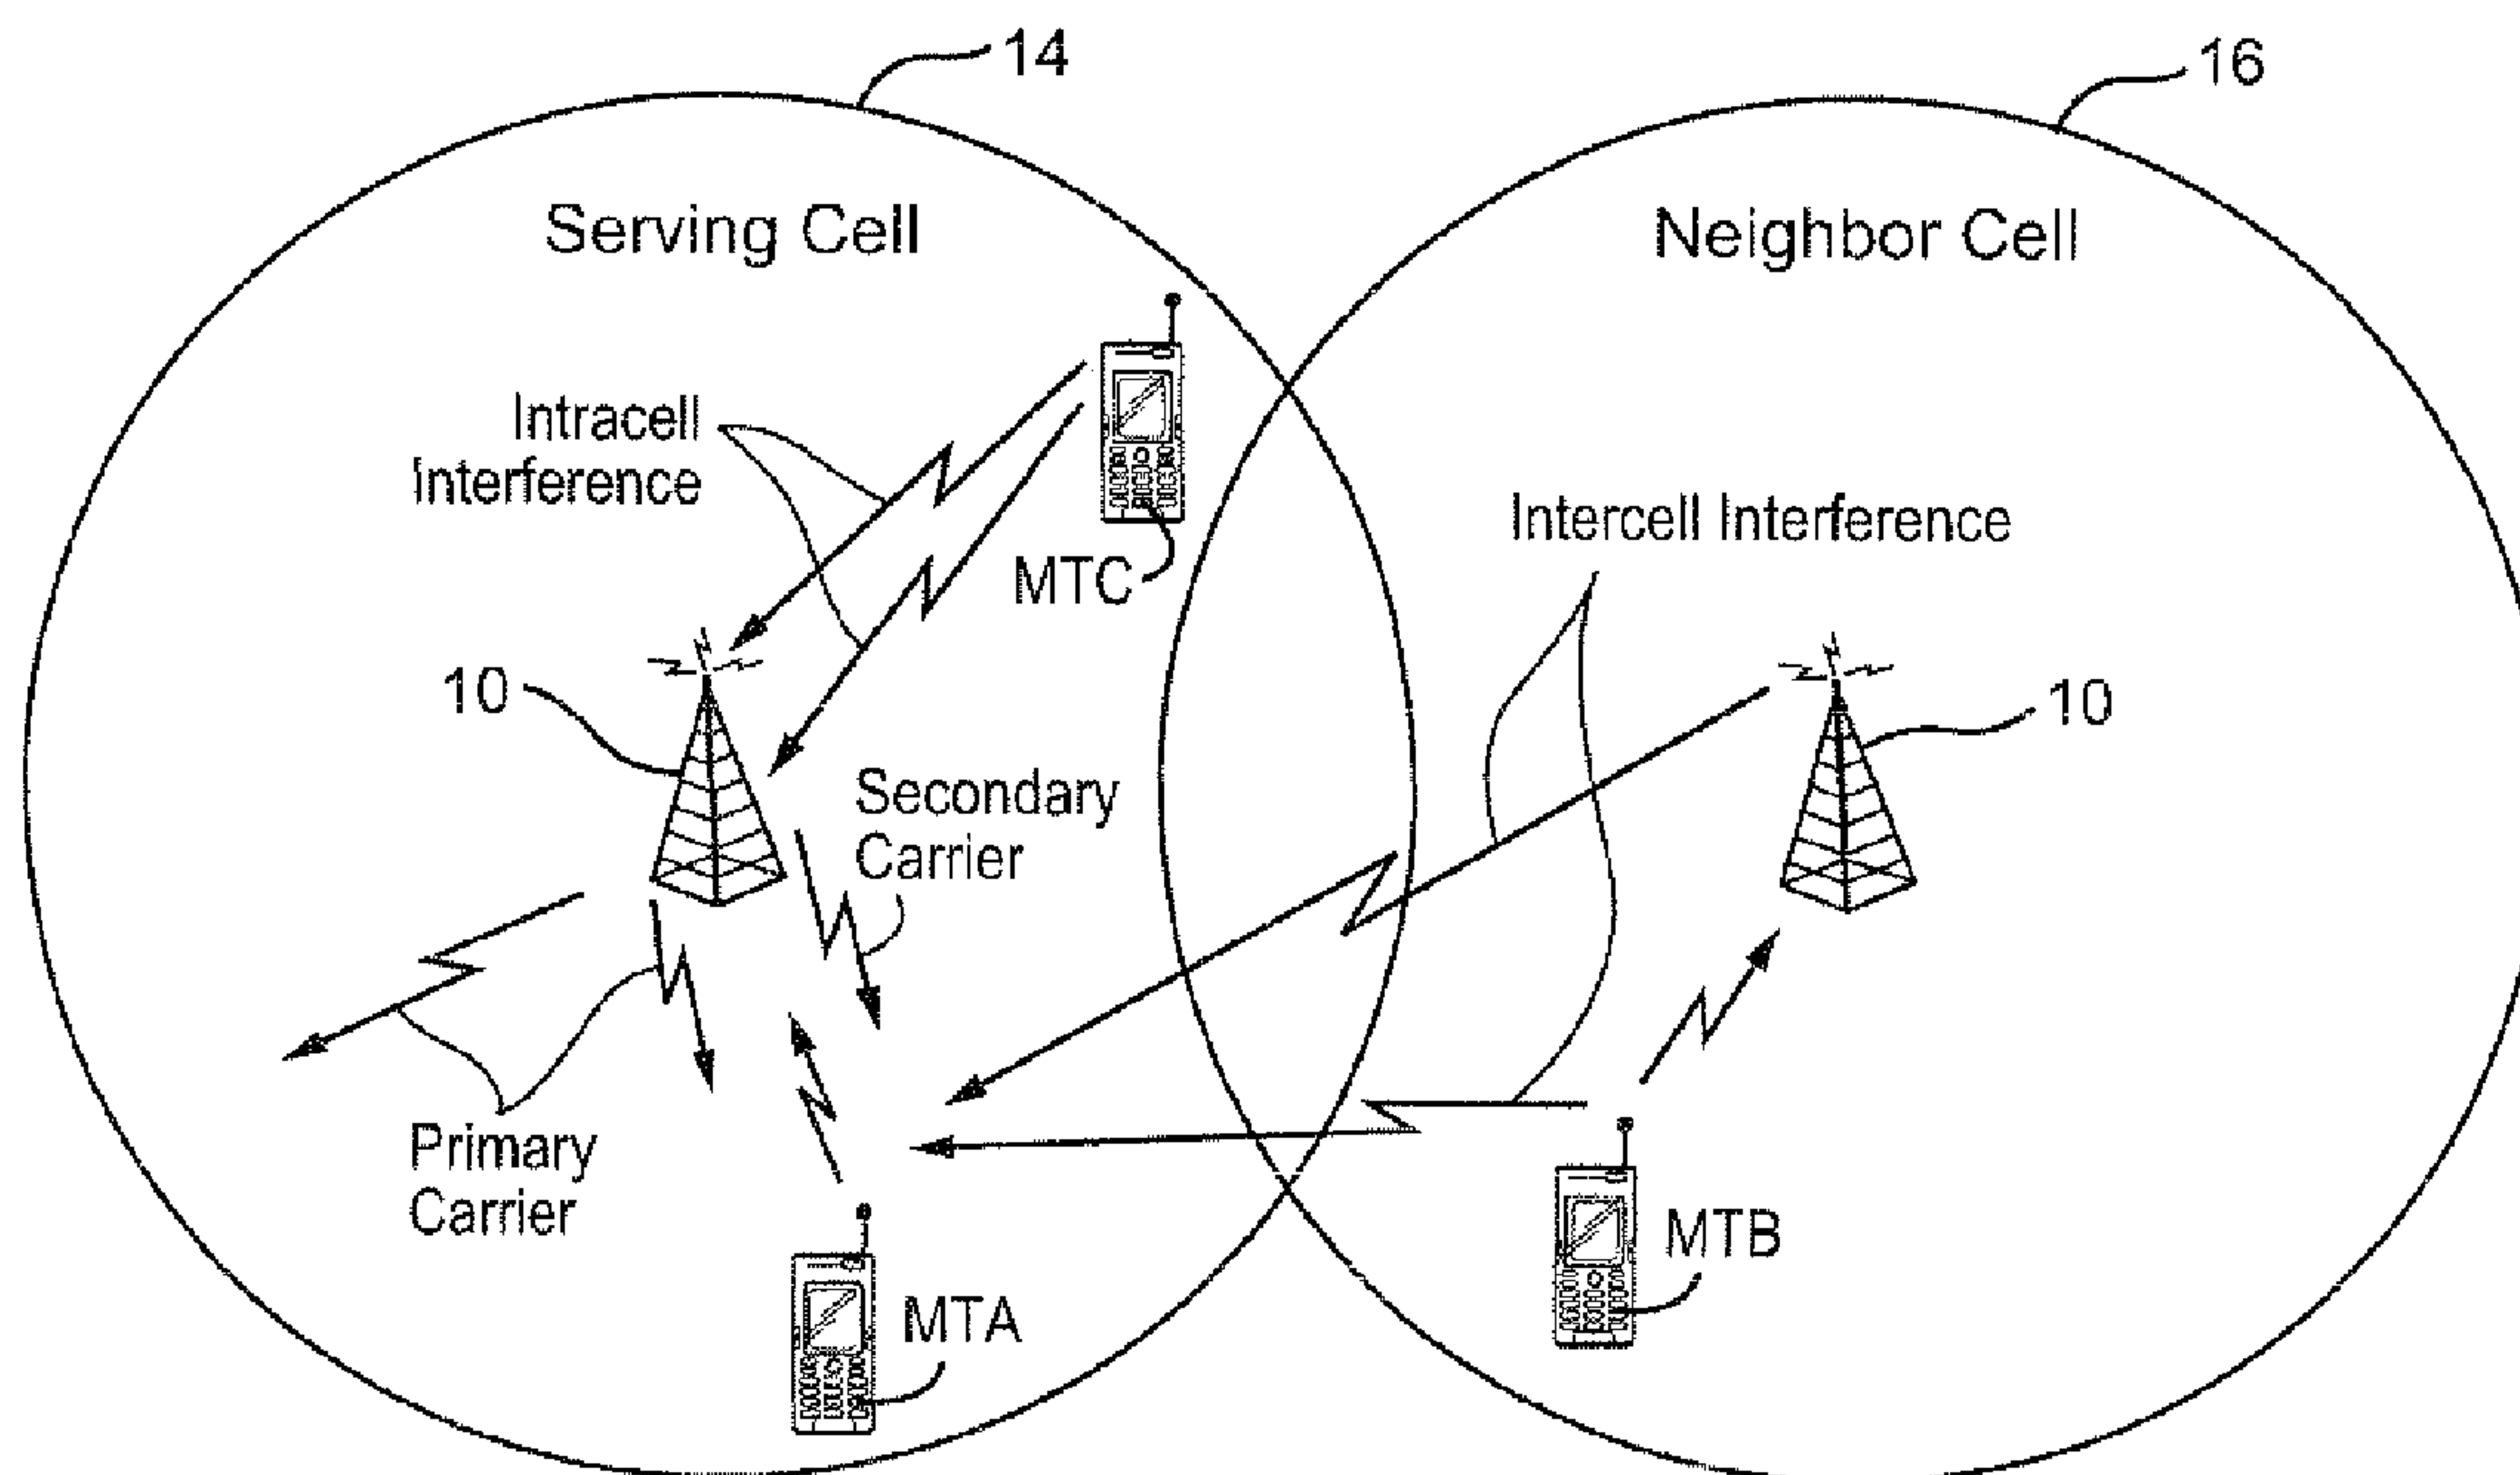 14
16
Serving Cell
Neighbor Cell
Intracell
Interference
Intercell Interference
MTC
10
10
Secondary
Carrier
Primary
Carrier
MTB
MTA